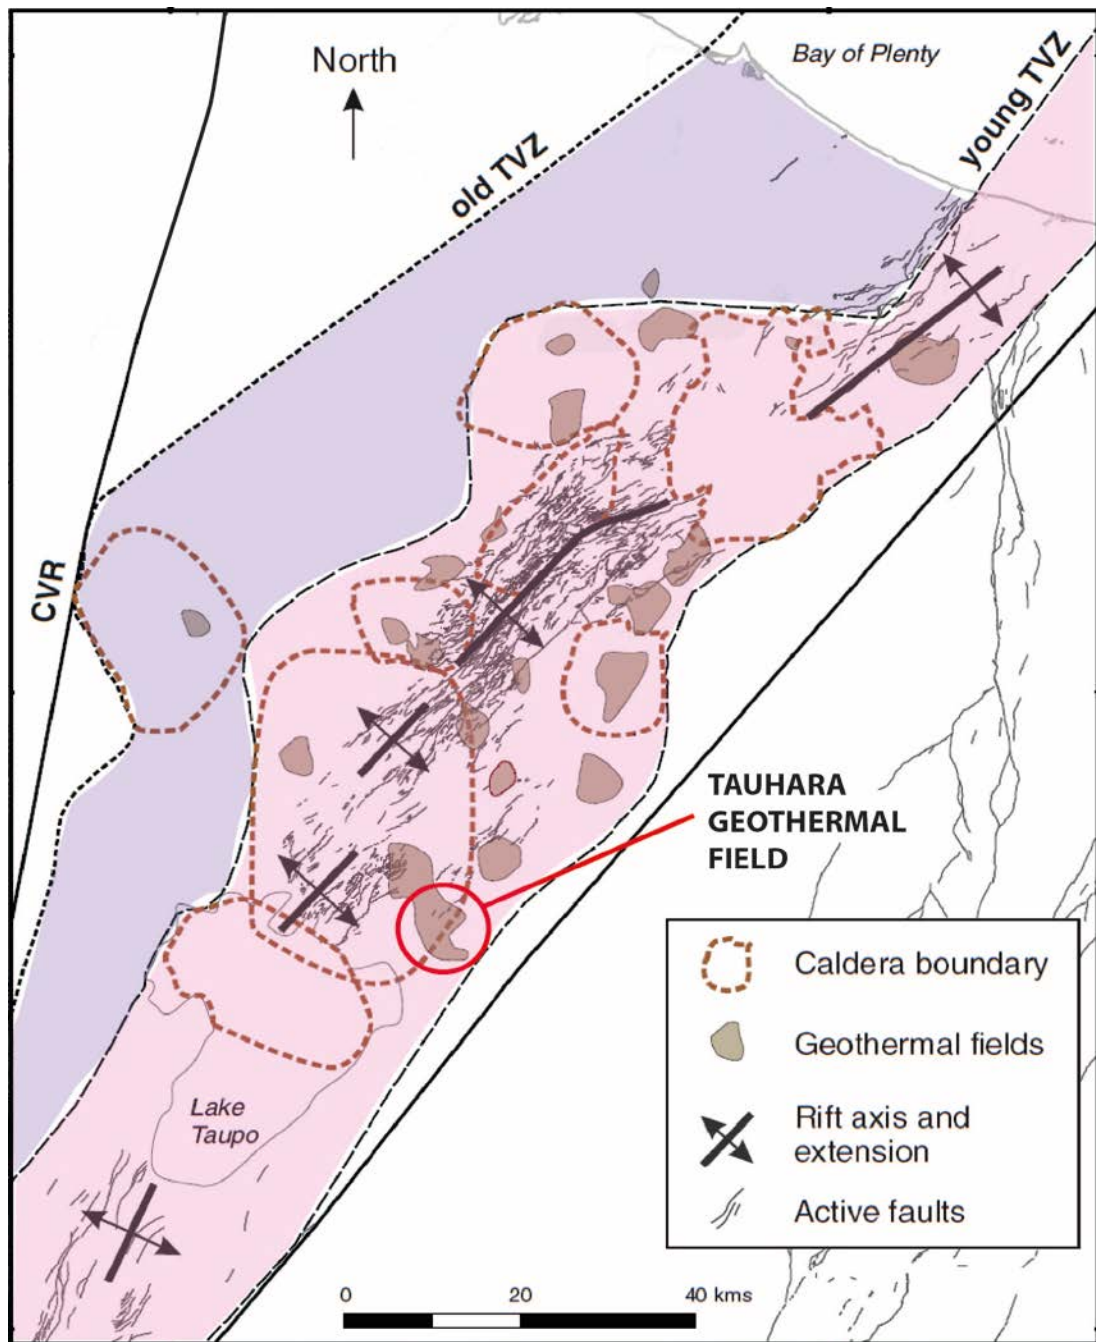 North
Bay of Plenty
old TVZ
young TVZ
CVR
TAUHARA
GEOTHERMAL
FIELD
Lake
Taupo
Caldera boundary
Geothermal fields
Rift axis and
extension
Active faults
0 20 40 kms